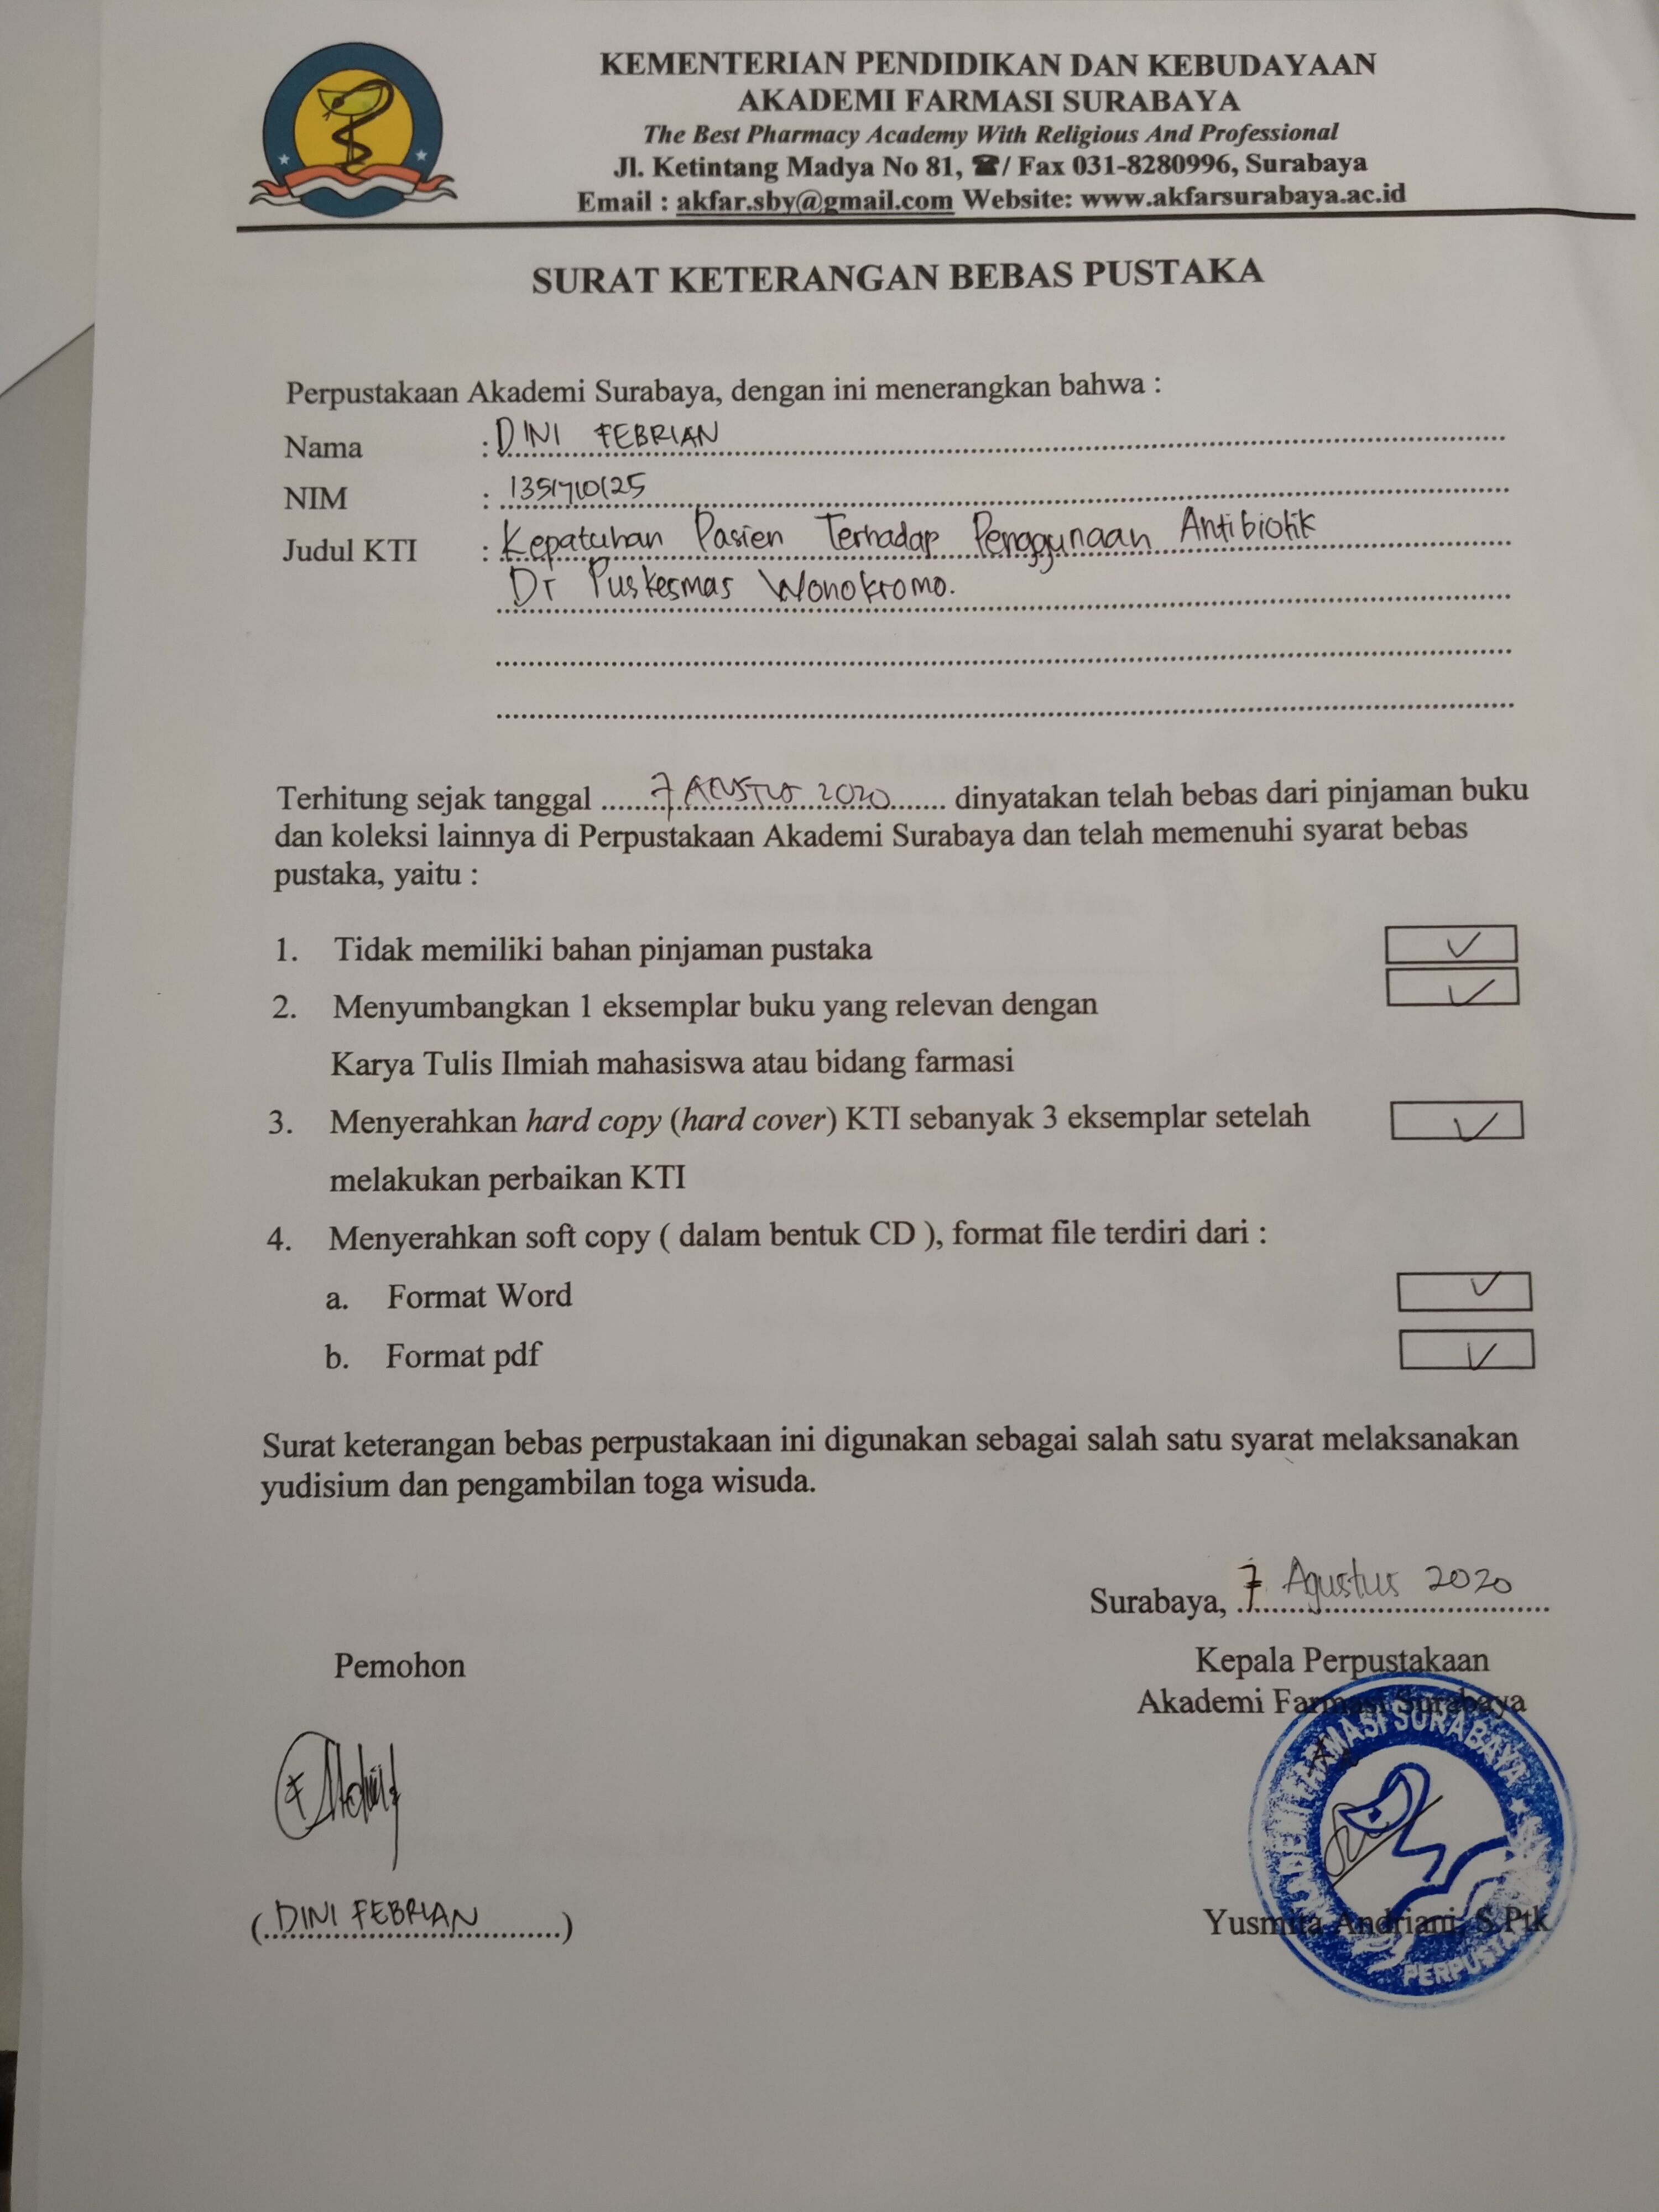 KEMENTERIAN PENDIDIKAN DAN KEBUDAYAAN
AKADEMI FARMASI SURABAYA
The Best Pharmacy Academy With Religious And Professional
Jl. Ketintang Madya No 81, ☎/ Fax 031-8280996, Surabaya
Email : akfar.sby@gmail.com Website: www.akfarsurabaya.ac.id
SURAT KETERANGAN BEBAS PUSTAKA
Perpustakaan Akademi Surabaya, dengan ini menerangkan bahwa :
Nama : DINI FEBRIAN
NIM : 1351710125
Judul KTI : Kepatuhan Pasien Terhadap Penggunaan Antibiotik
Di Puskesmas Wonokromo.
Terhitung sejak tanggal 7 AGUSTUS 2020 dinyatakan telah bebas dari pinjaman buku
dan koleksi lainnya di Perpustakaan Akademi Surabaya dan telah memenuhi syarat bebas
pustaka, yaitu :
1. Tidak memiliki bahan pinjaman pustaka ✓
2. Menyumbangkan 1 eksemplar buku yang relevan dengan ✓
Karya Tulis Ilmiah mahasiswa atau bidang farmasi
3. Menyerahkan hard copy (hard cover) KTI sebanyak 3 eksemplar setelah ✓
melakukan perbaikan KTI
4. Menyerahkan soft copy ( dalam bentuk CD ), format file terdiri dari :
a. Format Word ✓
b. Format pdf ✓
Surat keterangan bebas perpustakaan ini digunakan sebagai salah satu syarat melaksanakan
yudisium dan pengambilan toga wisuda.
Surabaya, 7 Agustus 2020
Pemohon
Kepala Perpustakaan
Akademi Farmasi Surabaya
AKADEMI FARMASI SURABAYA
(DINI FEBRIAN)
Yusmita Andriani, S.Ptk